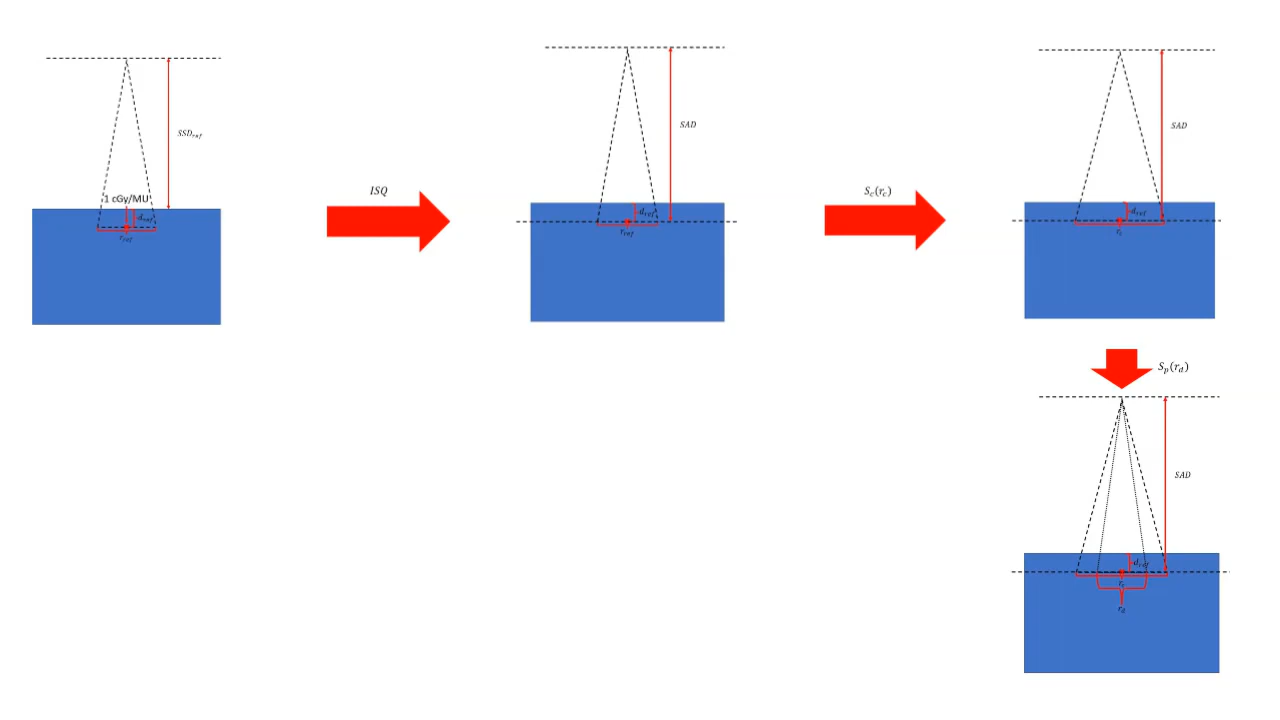 SSD_ref
1 cGy/MU
d_ref
r_ref
ISQ
SAD
d_ref
r_ref
S_c(r_c)
SAD
d_ref
r_c
S_p(r_d)
SAD
d_ref
r_c
r_d